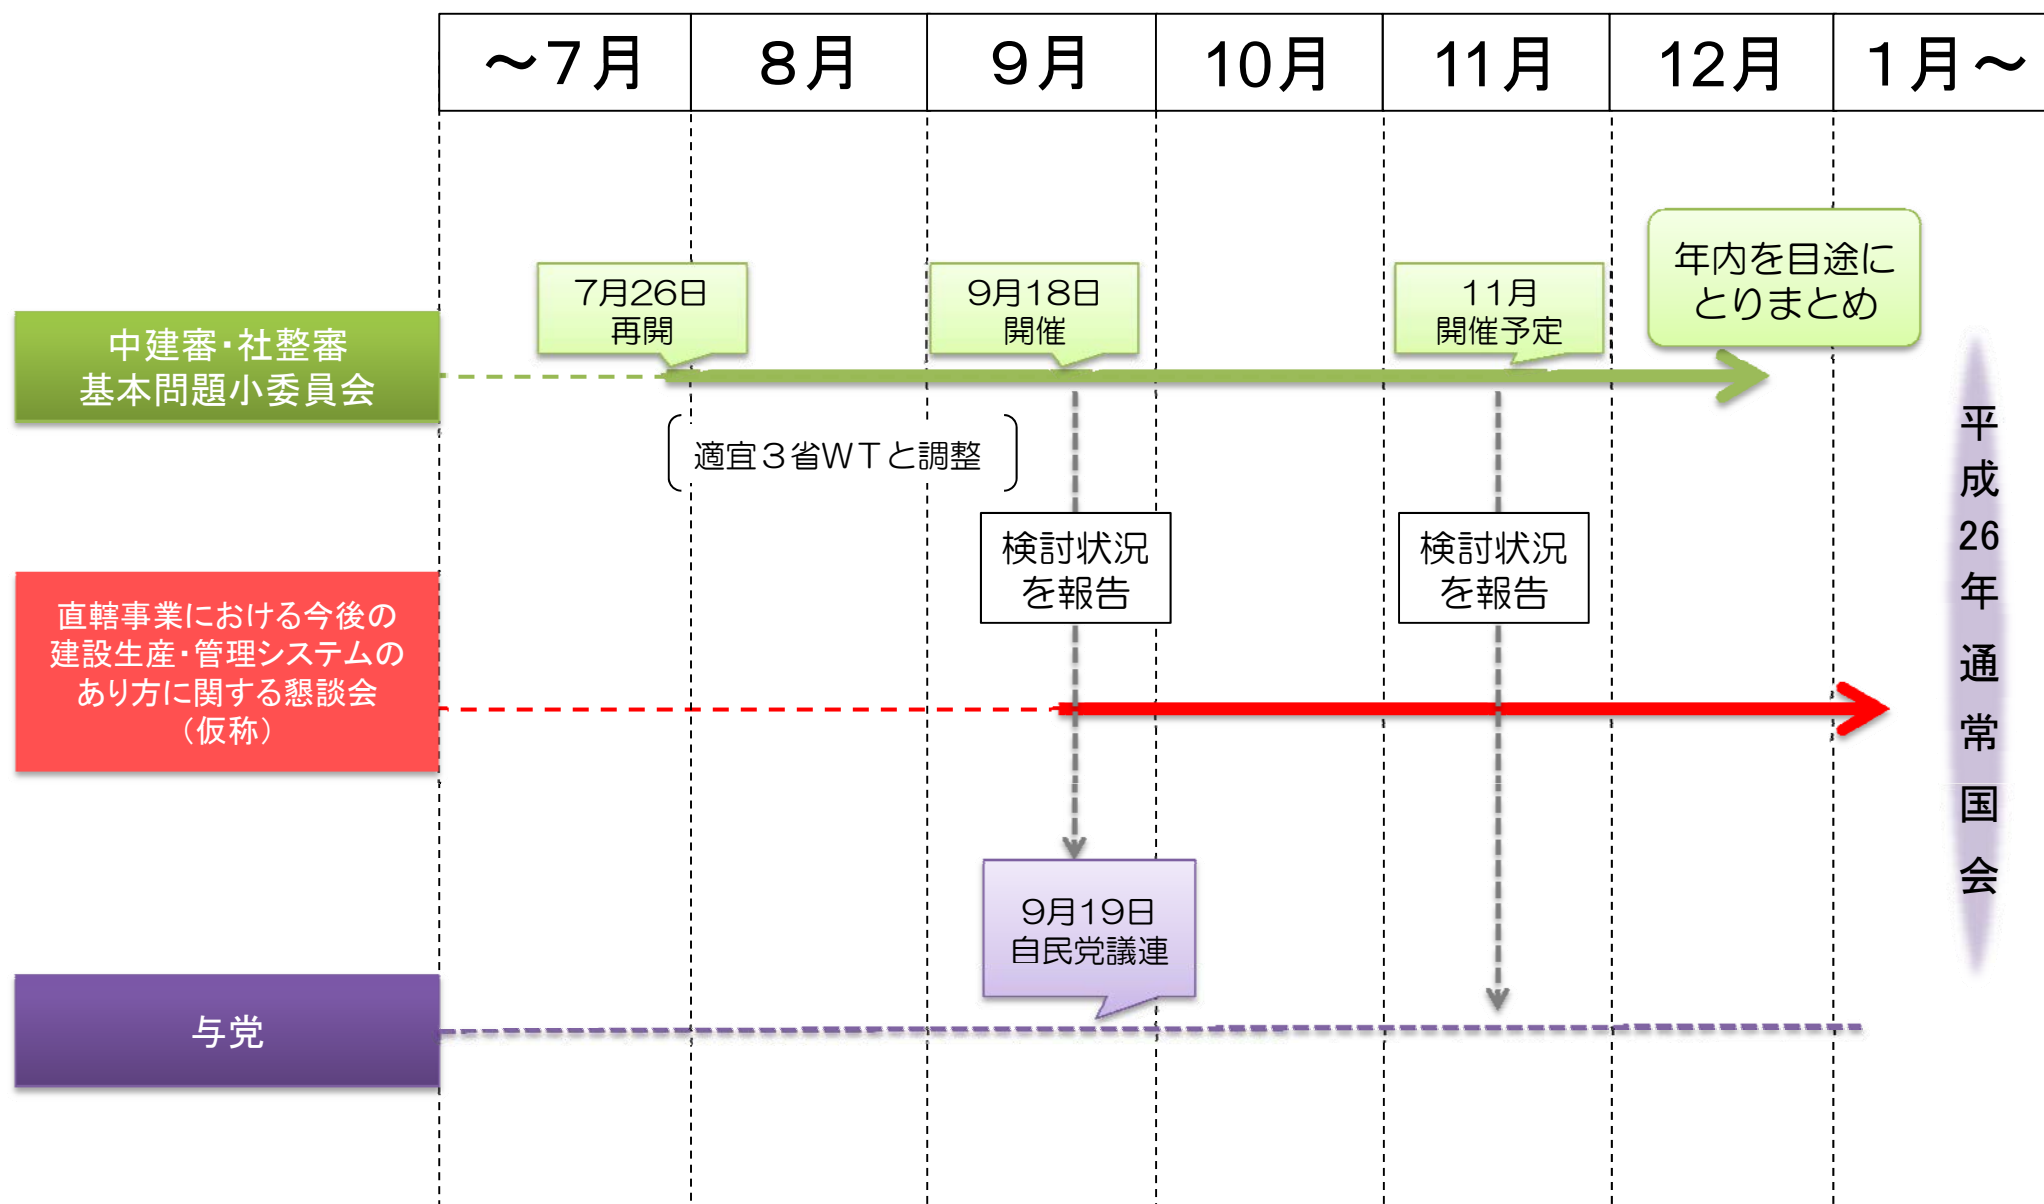 ～7月
8月
9月
10月
11月
12月
1月～
年内を目途に
とりまとめ
7月26日
再開
9月18日
開催
11月
開催予定
中建審・社整審
基本問題小委員会
適宜3省WTと調整
検討状況
を報告
検討状況
を報告
直轄事業における今後の
建設生産・管理システムの
あり方に関する懇談会
（仮称）
9月19日
自民党議連
与党
平成26年通常国会